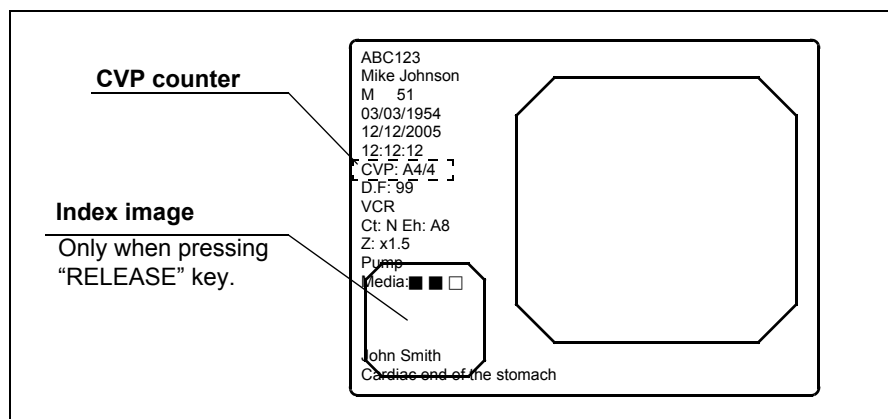 CVP counter
Index image
Only when pressing
“RELEASE” key.
ABC123
Mike Johnson
M 51
03/03/1954
12/12/2005
12:12:12
CVP: A4/4
D.F: 99
VCR
Ct: N Eh: A8
Z: x1.5
Pump
Media:■ ■ □
John Smith
Cardiac end of the stomach